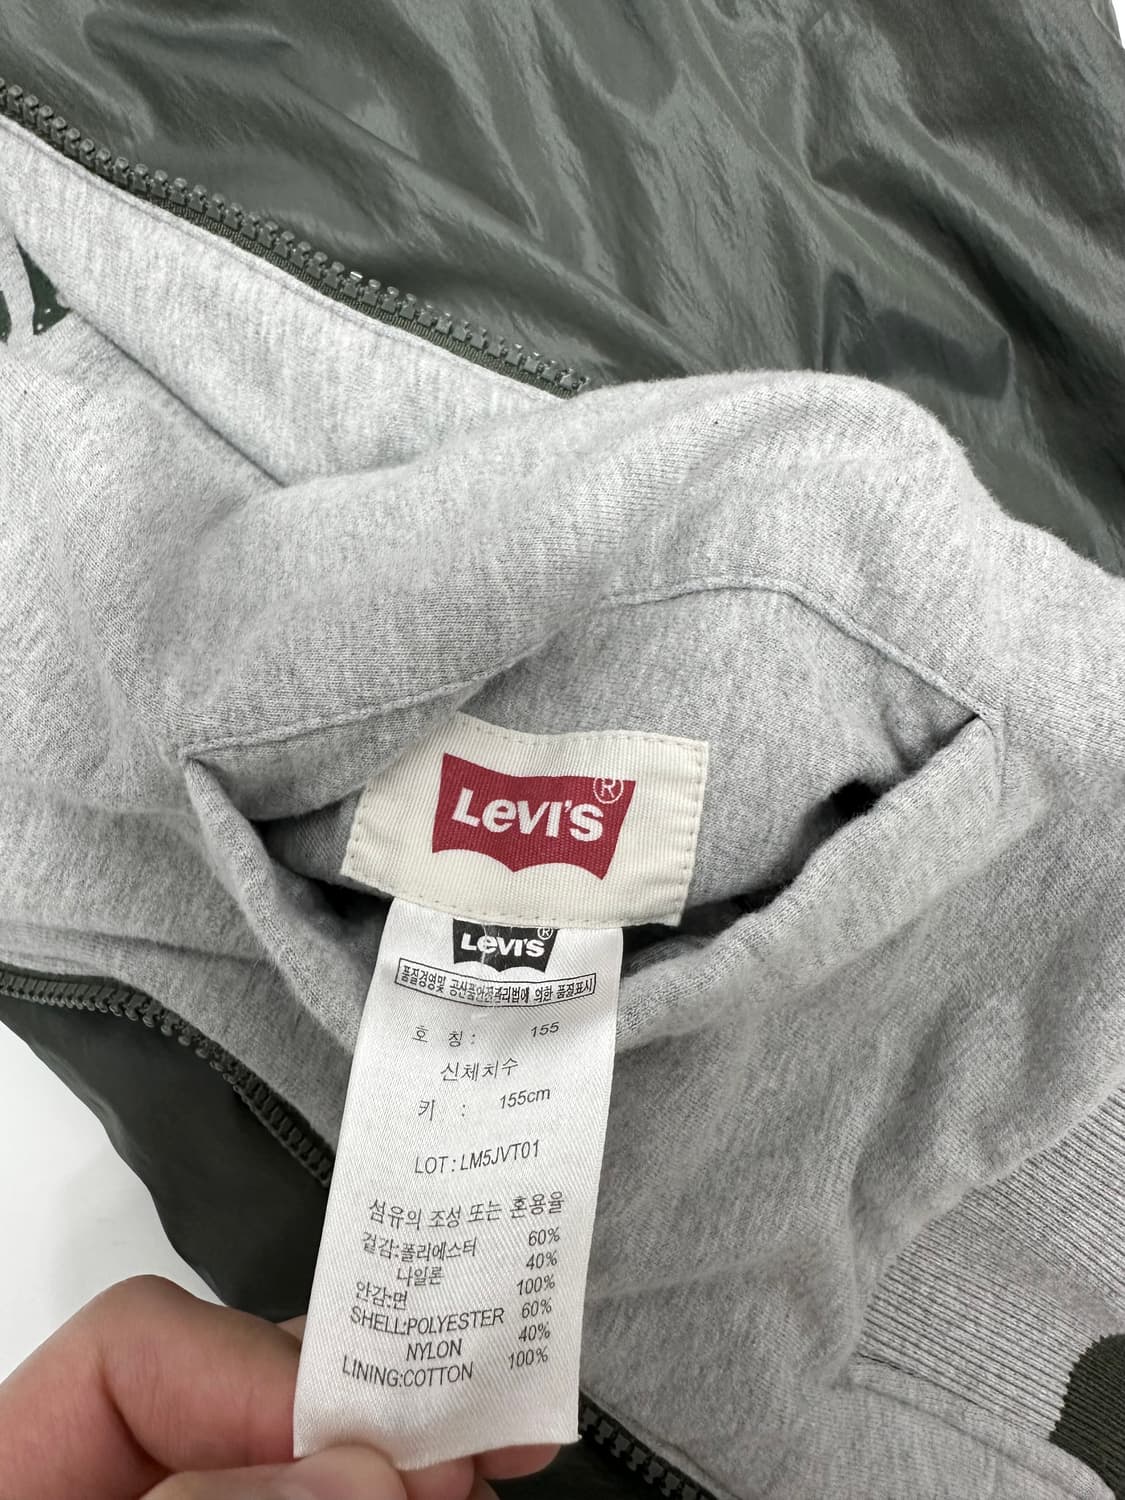 LEVI'S®
LEVI'S®
품질경영및 공산품안전관리법에 의한 품질표시
호 칭 : 155
신체치수
키 : 155cm
LOT : LM5JVT01
섬유의 조성 또는 혼용율
겉감:폴리에스터 60%
나일론 40%
안감:면 100%
SHELL:POLYESTER 60%
NYLON 40%
LINING:COTTON 100%